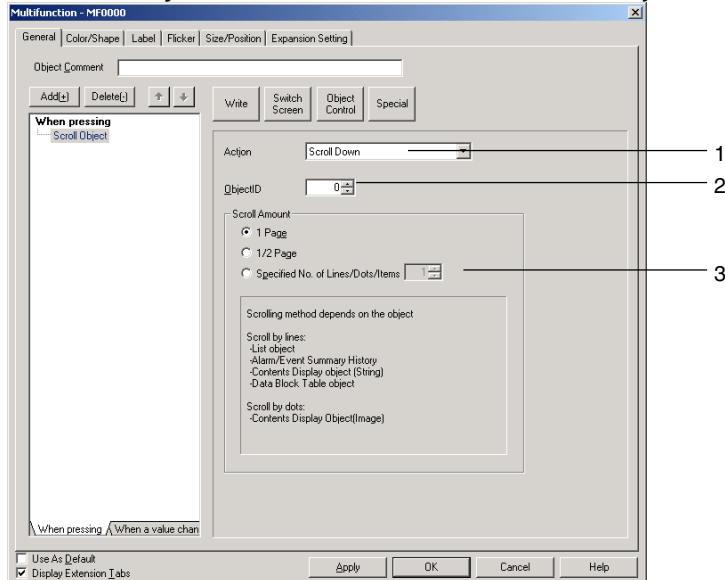 Multifunction - MF0000
General Color/Shape Label Flicker Size/Position Expansion Setting
Object Comment
Add(+) Delete(-)
Write Switch Screen Object Control Special
When pressing
Scroll Object
Action Scroll Down 1
ObjectID 0 2
Scroll Amount
1 Page
1/2 Page
Specified No. of Lines/Dots/Items 1 3
Scrolling method depends on the object
Scroll by lines:
-List object
-Alarm/Event Summary History
-Contents Display object (String)
-Data Block Table object
Scroll by dots:
-Contents Display Object(Image)
When pressing When a value chan
Use As Default
Display Extension Tabs
Apply OK Cancel Help